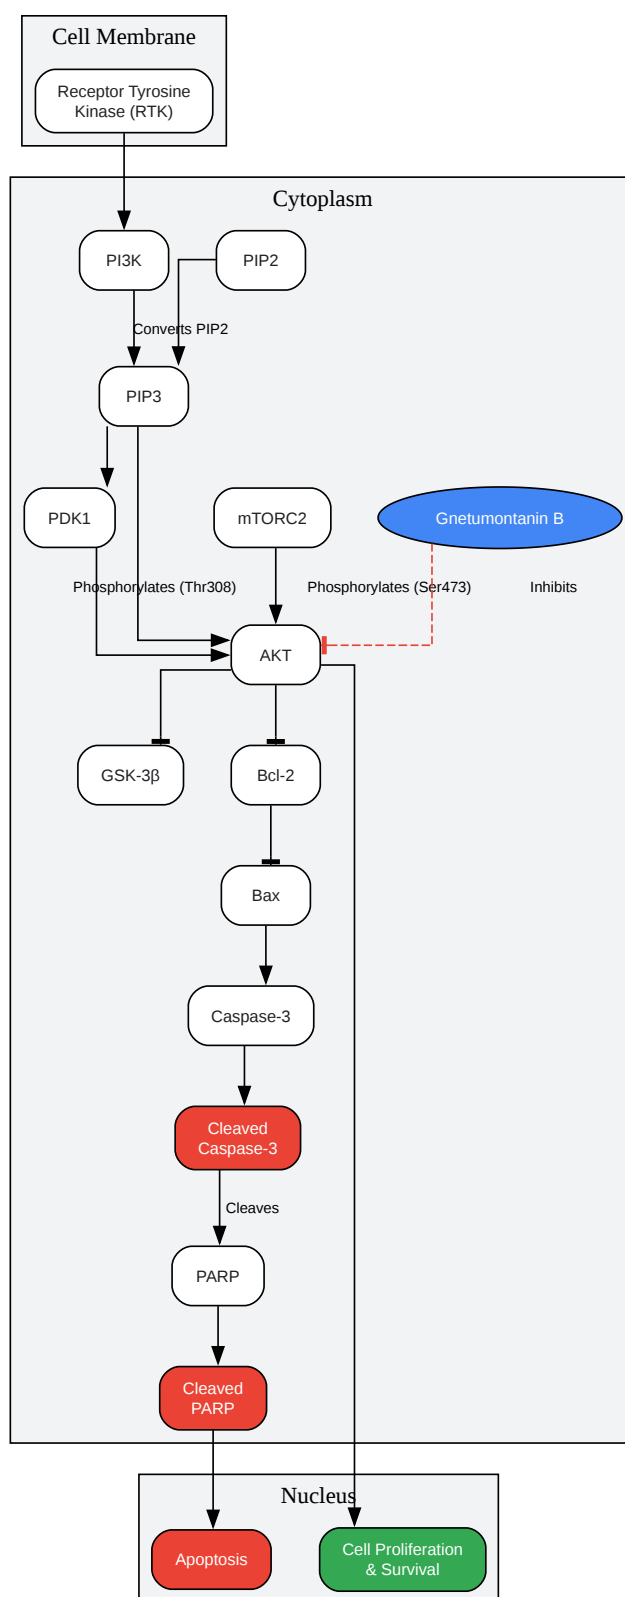 Cell Membrane
Receptor Tyrosine
Kinase (RTK)
Cytoplasm
PI3K
PIP2
Converts PIP2
PIP3
PDK1
mTORC2
Gnetumontanin B
Phosphorylates (Thr308)
Phosphorylates (Ser473)
Inhibits
AKT
GSK-3β
Bcl-2
Bax
Caspase-3
Cleaved
Caspase-3
Cleaves
PARP
Cleaved
PARP
Nucleus
Apoptosis
Cell Proliferation
& Survival